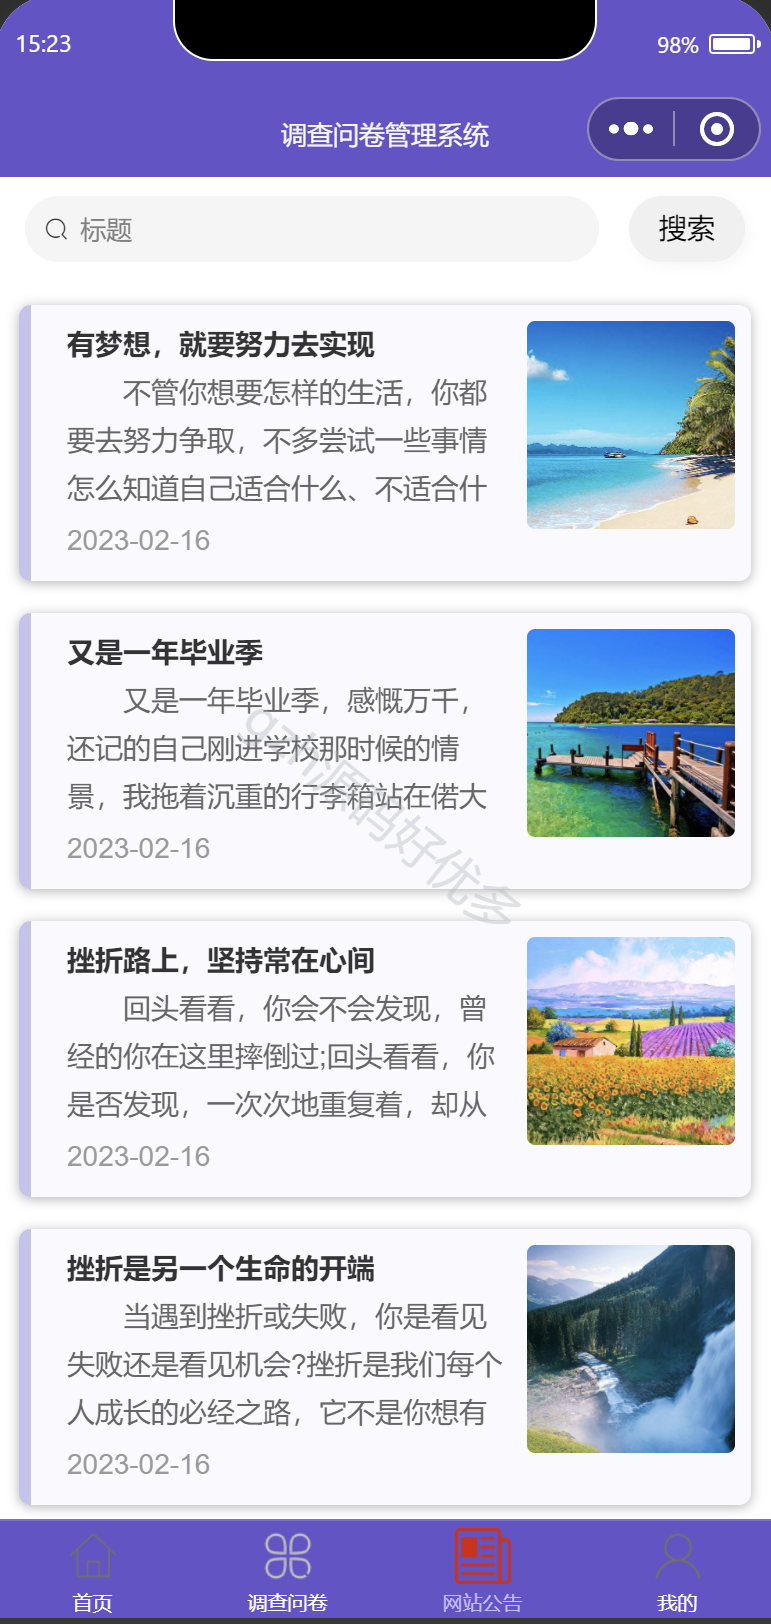 15:23
98%
调查问卷管理系统
标题
搜索
有梦想，就要努力去实现
不管你想要怎样的生活，你都
要去努力争取，不多尝试一些事情
怎么知道自己适合什么、不适合什
2023-02-16
又是一年毕业季
又是一年毕业季，感慨万千，
还记的自己刚进学校那时候的情
景，我拖着沉重的行李箱站在偌大
2023-02-16
gzh源码好优多
挫折路上，坚持常在心间
回头看看，你会不会发现，曾
经的你在这里摔倒过;回头看看，你
是否发现，一次次地重复着，却从
2023-02-16
挫折是另一个生命的开端
当遇到挫折或失败，你是看见
失败还是看见机会?挫折是我们每个
人成长的必经之路，它不是你想有
2023-02-16
首页
调查问卷
网站公告
我的